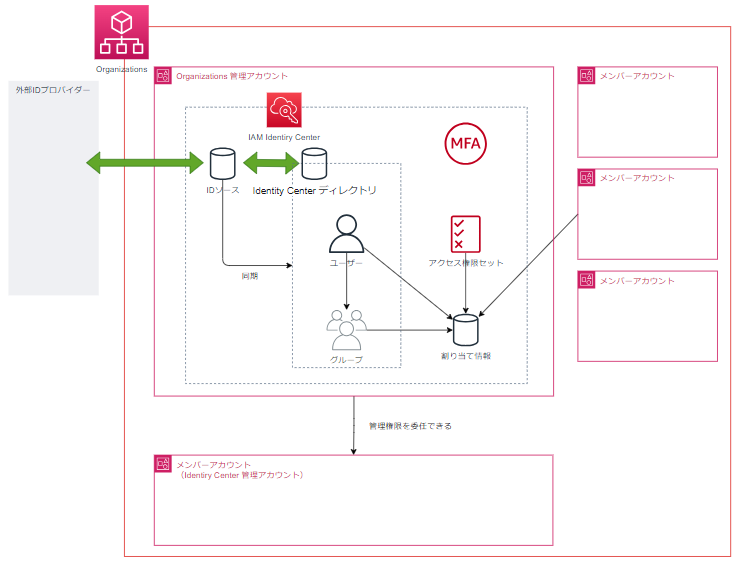 Organizations
外部IDプロバイダー
Organizations 管理アカウント
メンバーアカウント
IAM Identiry Center
MFA
IDソース
Identity Center ディレクトリ
メンバーアカウント
ユーザー
アクセス権限セット
同期
メンバーアカウント
グループ
割り当て情報
管理権限を委任できる
メンバーアカウント
（Identiry Center 管理アカウント）